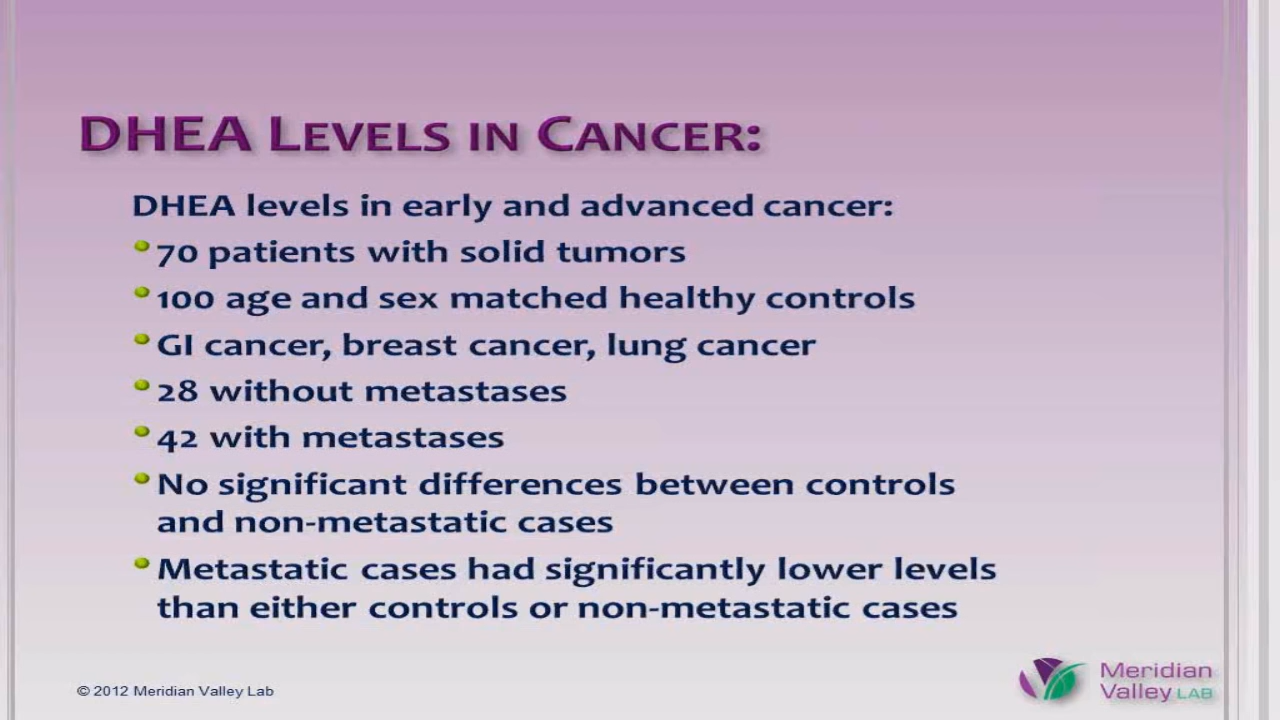 DHEA LEVELS IN CANCER:
DHEA levels in early and advanced cancer:
70 patients with solid tumors
100 age and sex matched healthy controls
GI cancer, breast cancer, lung cancer
28 without metastases
42 with metastases
No significant differences between controls
and non-metastatic cases
Metastatic cases had significantly lower levels
than either controls or non-metastatic cases
© 2012 Meridian Valley Lab
Meridian
Valley LAB